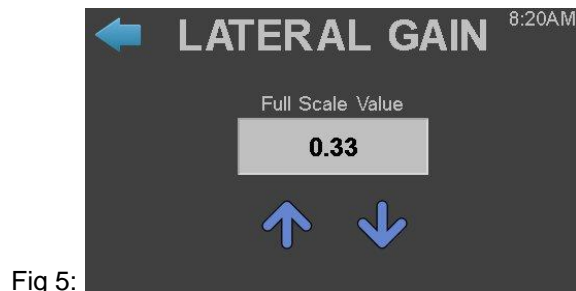 LATERAL GAIN
8:20AM
Full Scale Value
0.33
Fig 5: